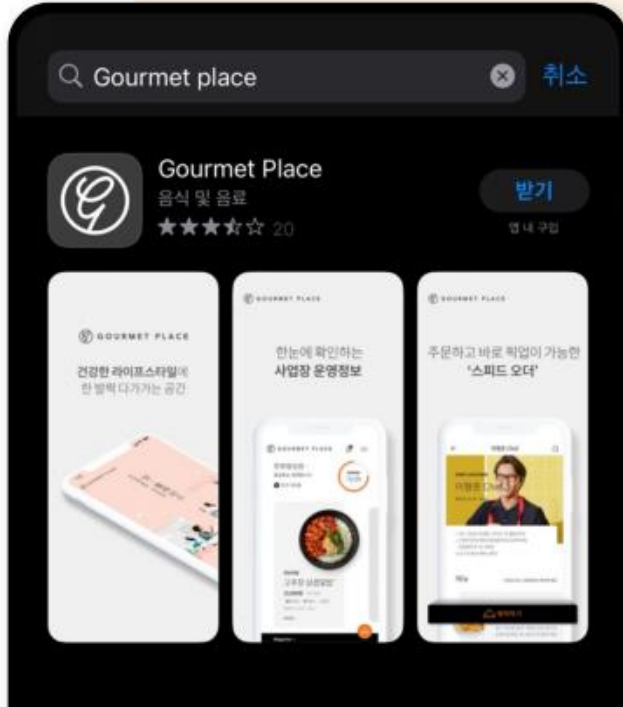 Gourmet place
취소
Gourmet Place
음식 및 음료
20
받기
앱 내 구입
GOURMET PLACE
건강한 라이프스타일에
한 발짝 다가가는 공간
GOURMET PLACE
한눈에 확인하는
사업장 운영정보
GOURMET PLACE
GOURMET PLACE
주문하고 바로 픽업이 가능한
'스피드 오더'